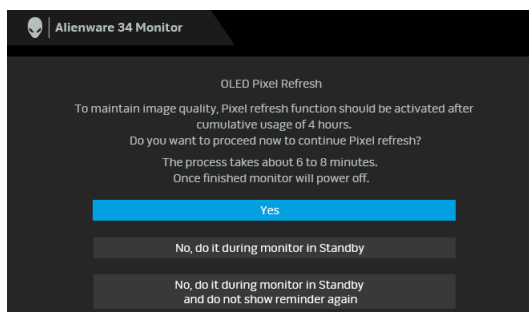 Alienware 34 Monitor
OLED Pixel Refresh
To maintain image quality, Pixel refresh function should be activated after
cumulative usage of 4 hours.
Do you want to proceed now to continue Pixel refresh?
The process takes about 6 to 8 minutes.
Once finished monitor will power off.
Yes
No, do it during monitor in Standby
No, do it during monitor in Standby
and do not show reminder again